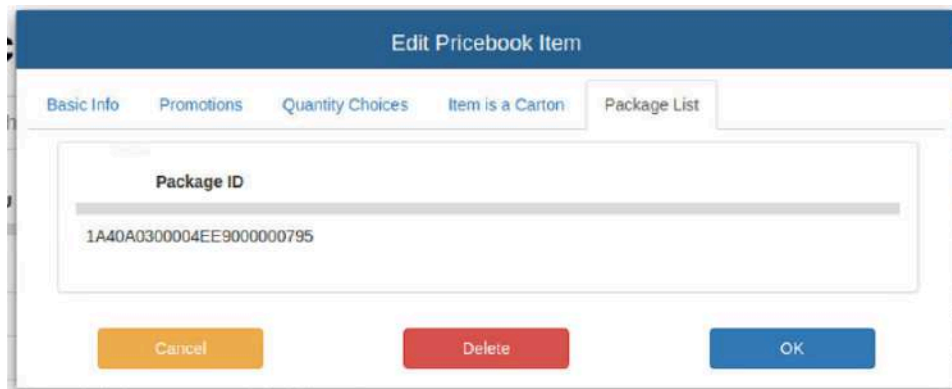 Edit Pricebook Item
Basic Info Promotions Quantity Choices Item is a Carton Package List
Package ID
1A40A0300004EE9000000795
Cancel Delete OK